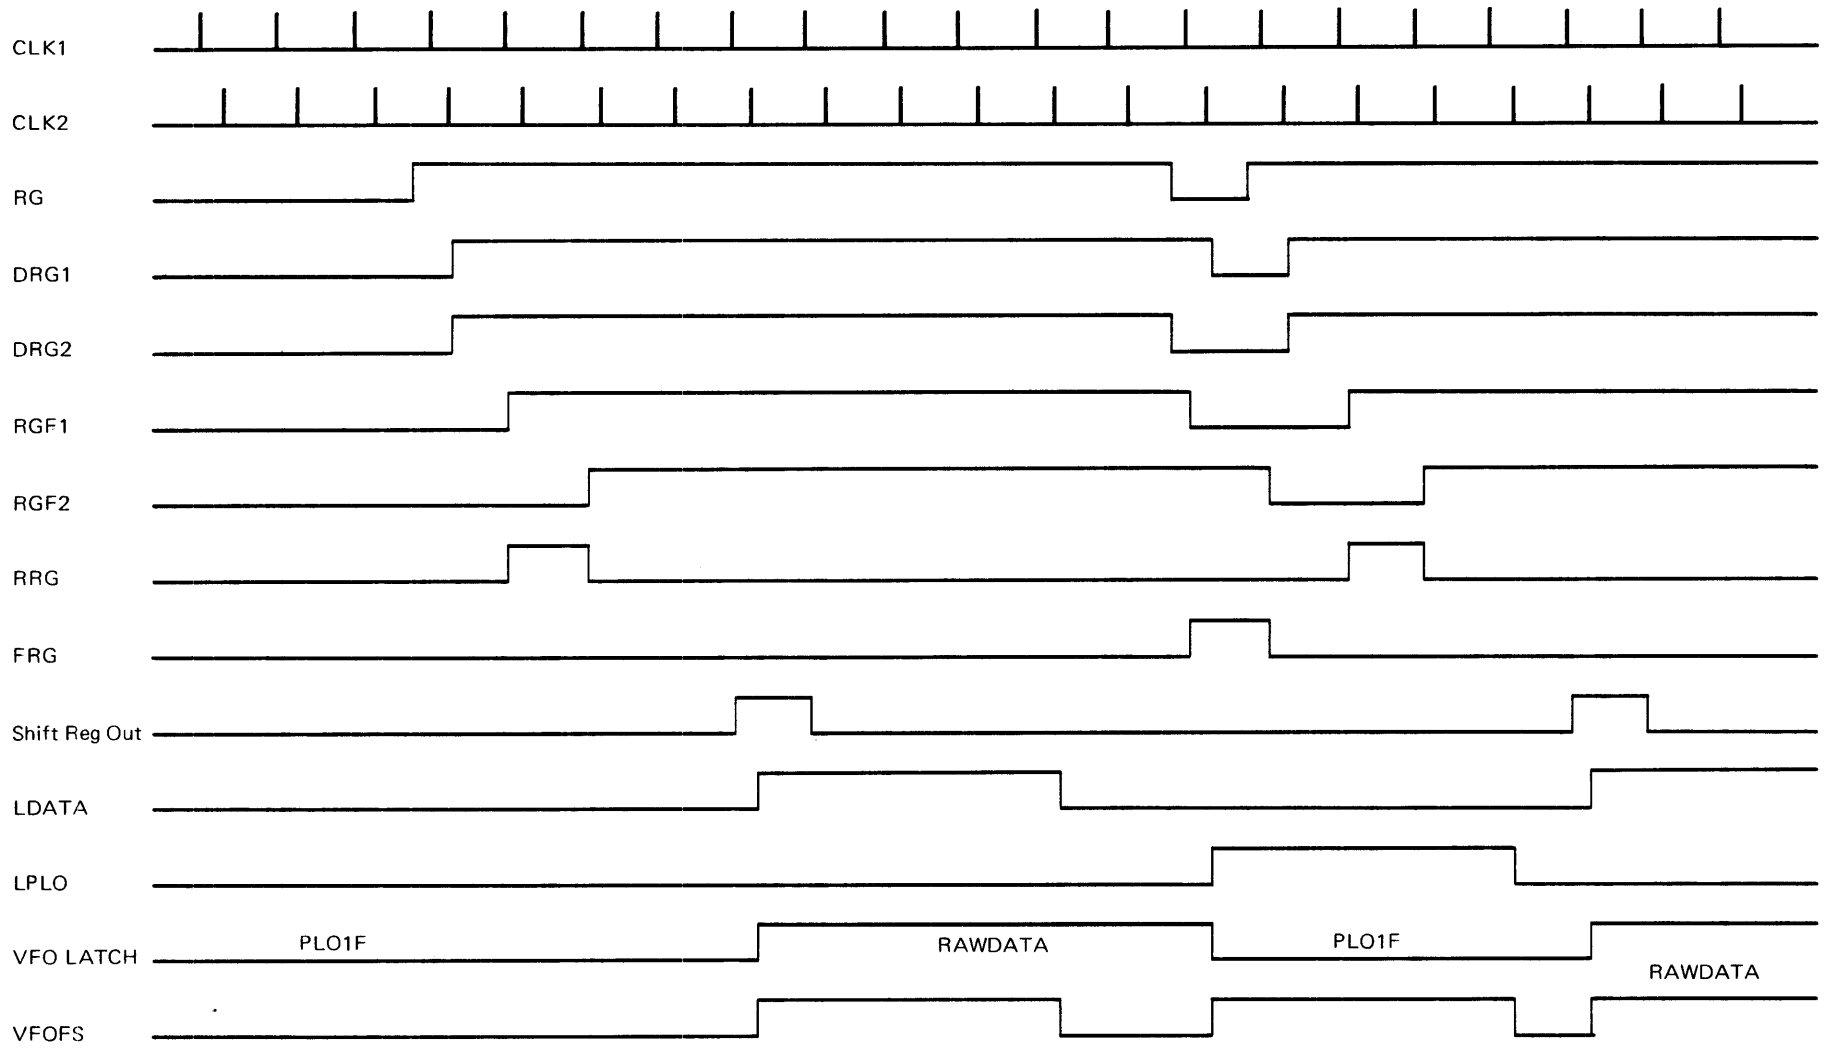 CLK1
CLK2
RG
DRG1
DRG2
RGF1
RGF2
RRG
FRG
Shift Reg Out
LDATA
LPLO
VFO LATCH PLO1F RAWDATA PLO1F RAWDATA
VFOFS